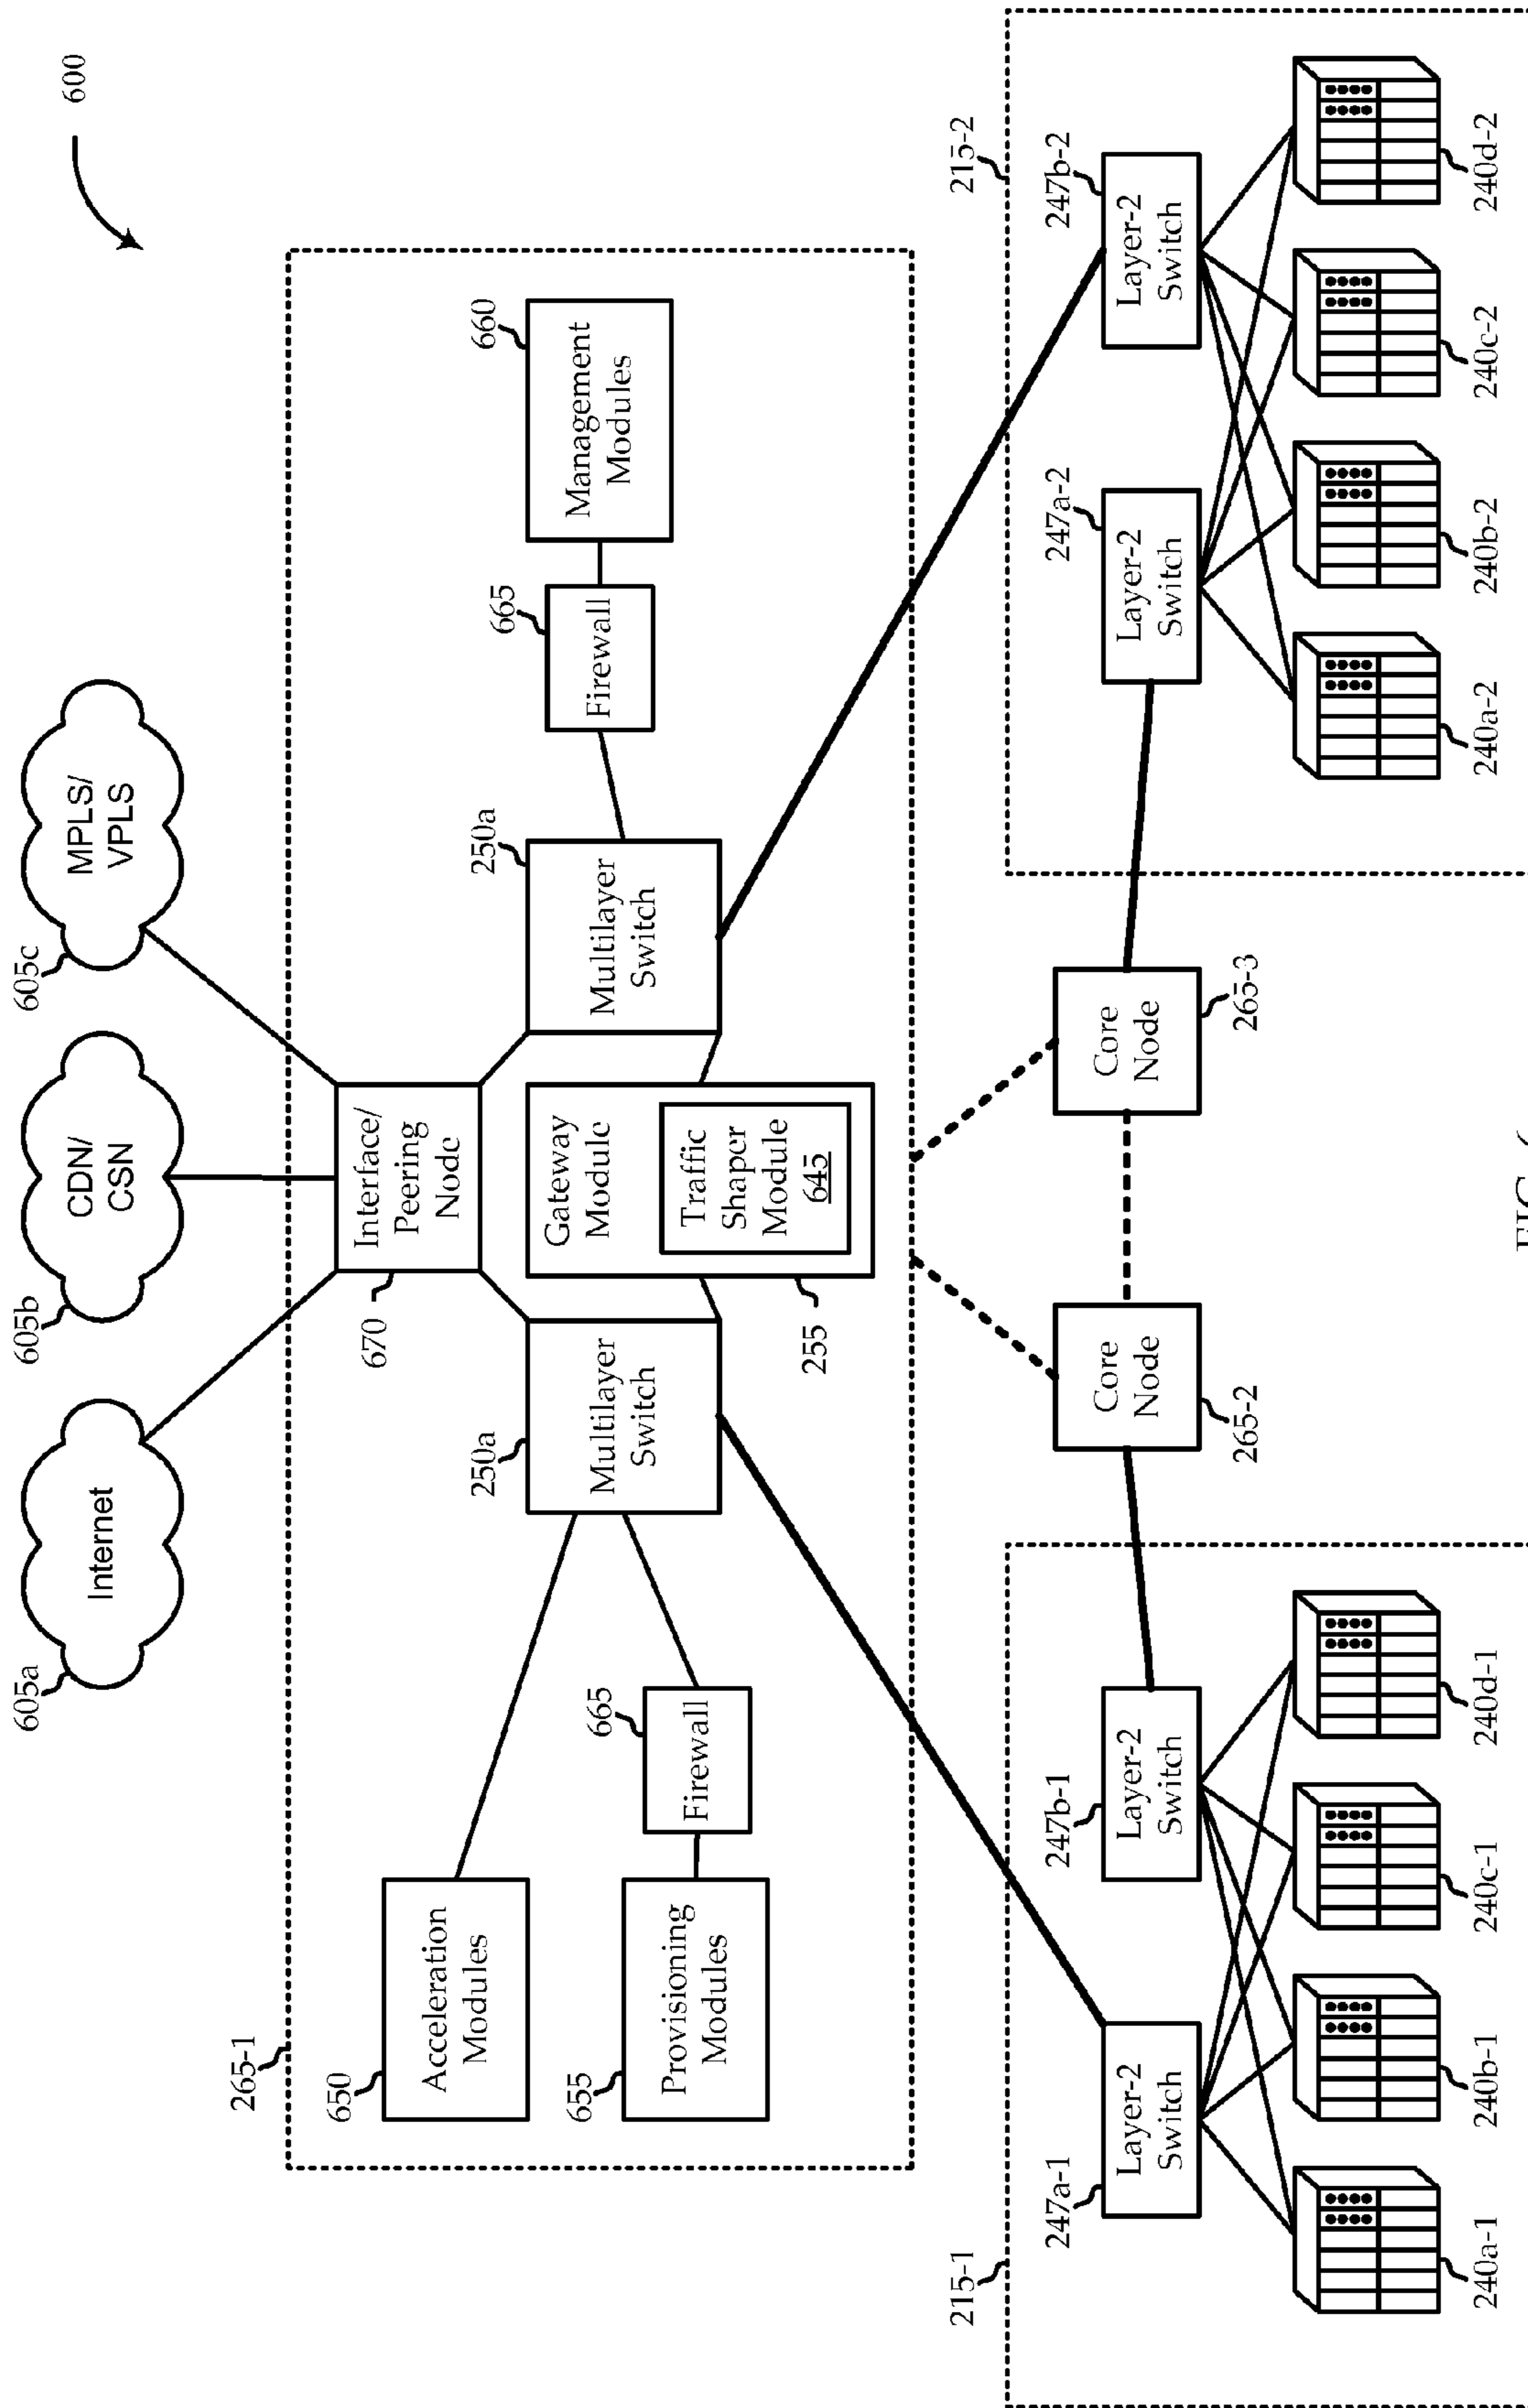 600
605a
Internet
605b
CDN/
CSN
605c
MPLS/
VPLS
265-1
670
Interface/
Peering
Node
650
Acceleration
Modules
655
Provisioning
Modules
665
Firewall
250a
Multilayer
Switch
Gateway
Module
Traffic
Shaper
Module
645
255
250a
Multilayer
Switch
665
Firewall
660
Management
Modules
215-1
247a-1
Layer-2
Switch
247b-1
Layer-2
Switch
240a-1
240b-1
240c-1
240d-1
Core
Node
265-2
Core
Node
265-3
215-2
247a-2
Layer-2
Switch
247b-2
Layer-2
Switch
240a-2
240b-2
240c-2
240d-2